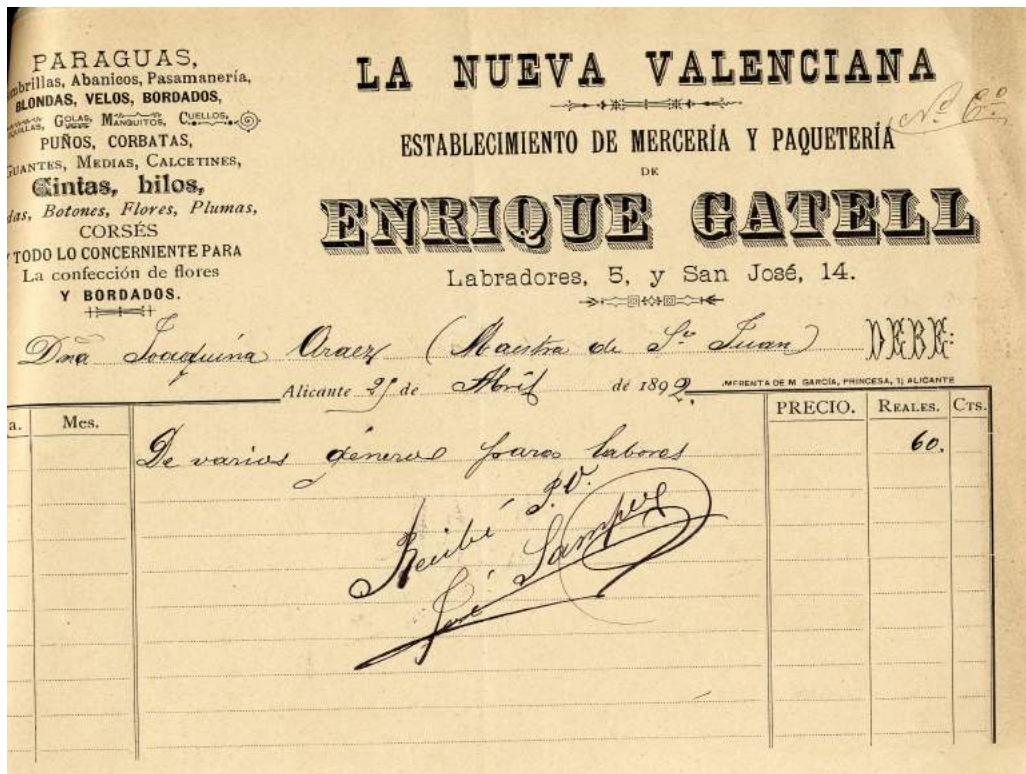 PARAGUAS,
mbrillas, Abanicos, Pasamanería,
BLONDAS, VELOS, BORDADOS,
GOLAS, MANGUITOS, CUELLOS,
PUÑOS, CORBATAS,
GUANTES, MEDIAS, CALCETINES,
Cintas, hilos,
das, Botones, Flores, Plumas,
CORSÉS
Y TODO LO CONCERNIENTE PARA
La confección de flores
Y BORDADOS.
LA NUEVA VALENCIANA
Nº 6º
ESTABLECIMIENTO DE MERCERÍA Y PAQUETERÍA
DE
ENRIQUE GATELL
Labradores, 5, y San José, 14.
Dña Joaquina Araez (Maestra de Sn Juan) DEBE:
Alicante 25 de Abril de 1892
IMPRENTA DE M GARCÍA, PRINCESA, 1; ALICANTE
a. Mes. PRECIO. REALES. CTS.
De varios géneros para labores 60.
Recibí P.O.
José Samper